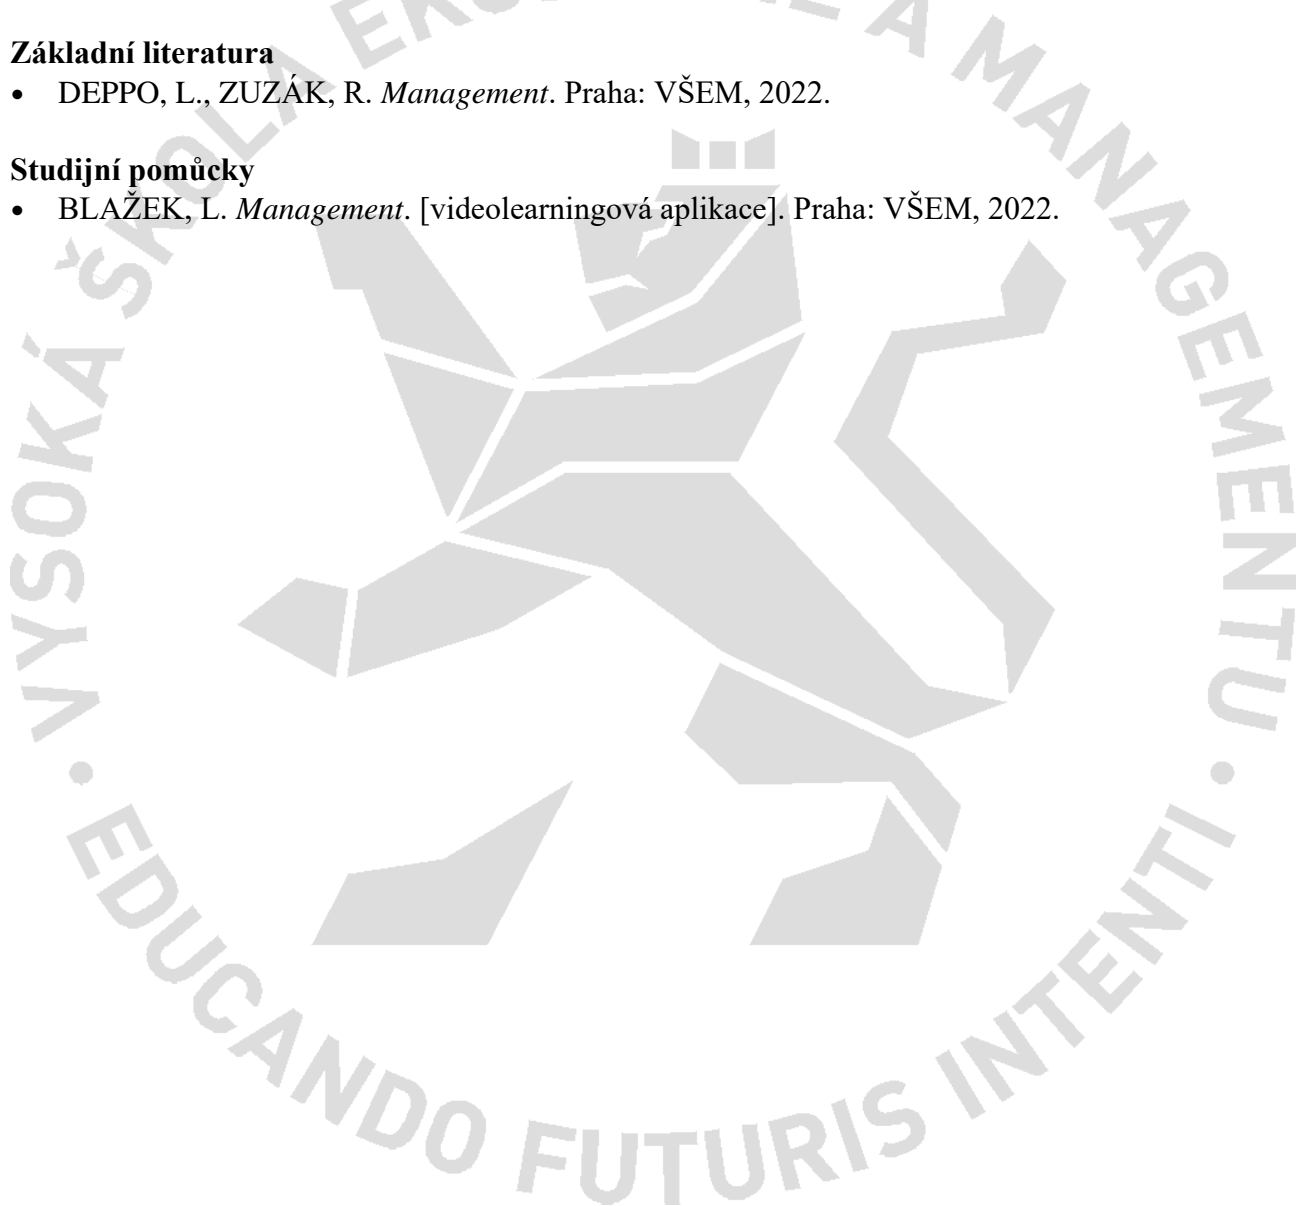 Základní literatura
• DEPPO, L., ZUZÁK, R. Management. Praha: VŠEM, 2022.
Studijní pomůcky
• BLAŽEK, L. Management. [videolearningová aplikace]. Praha: VŠEM, 2022.
VYSOKÁ ŠKOLA A MANAGEMENTU
• EDUCANDO FUTURIS INTENTI •